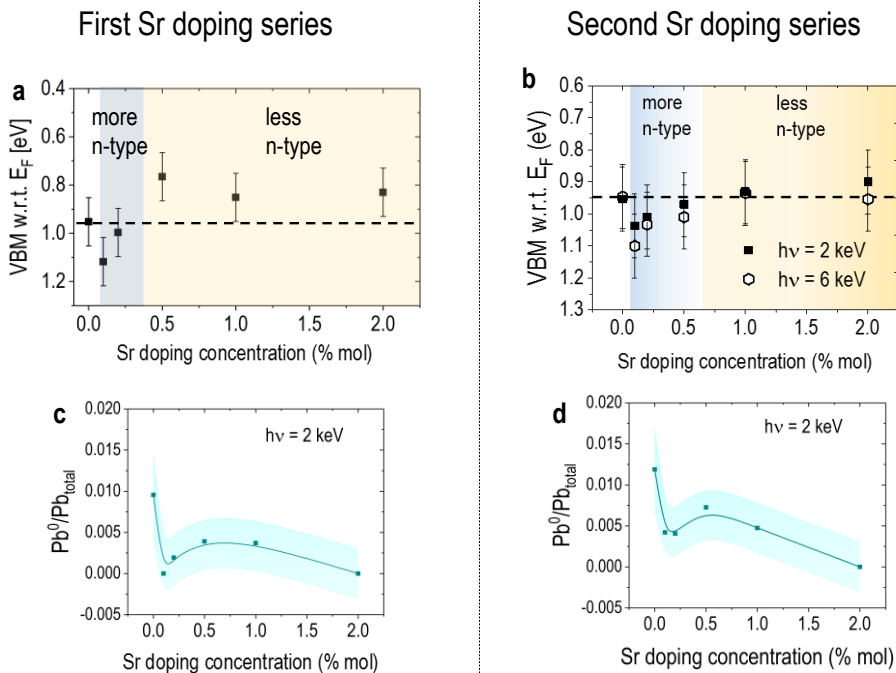 First Sr doping series
Second Sr doping series
a
0.4
0.6
0.8
1.0
1.2
VBM w.r.t. E_F [eV]
more
n-type
less
n-type
0.0 0.5 1.0 1.5 2.0
Sr doping concentration (% mol)
b
0.6
0.7
0.8
0.9
1.0
1.1
1.2
1.3
VBM w.r.t. E_F (eV)
more
n-type
less
n-type
hν = 2 keV
hν = 6 keV
0.0 0.5 1.0 1.5 2.0
Sr doping concentration (% mol)
c
0.020
0.015
0.010
0.005
0.000
-0.005
Pb⁰/Pb_total
hν = 2 keV
0.0 0.5 1.0 1.5 2.0
Sr doping concentration (% mol)
d
0.020
0.015
0.010
0.005
0.000
-0.005
Pb⁰/Pb_total
hν = 2 keV
0.0 0.5 1.0 1.5 2.0
Sr doping concentration (% mol)